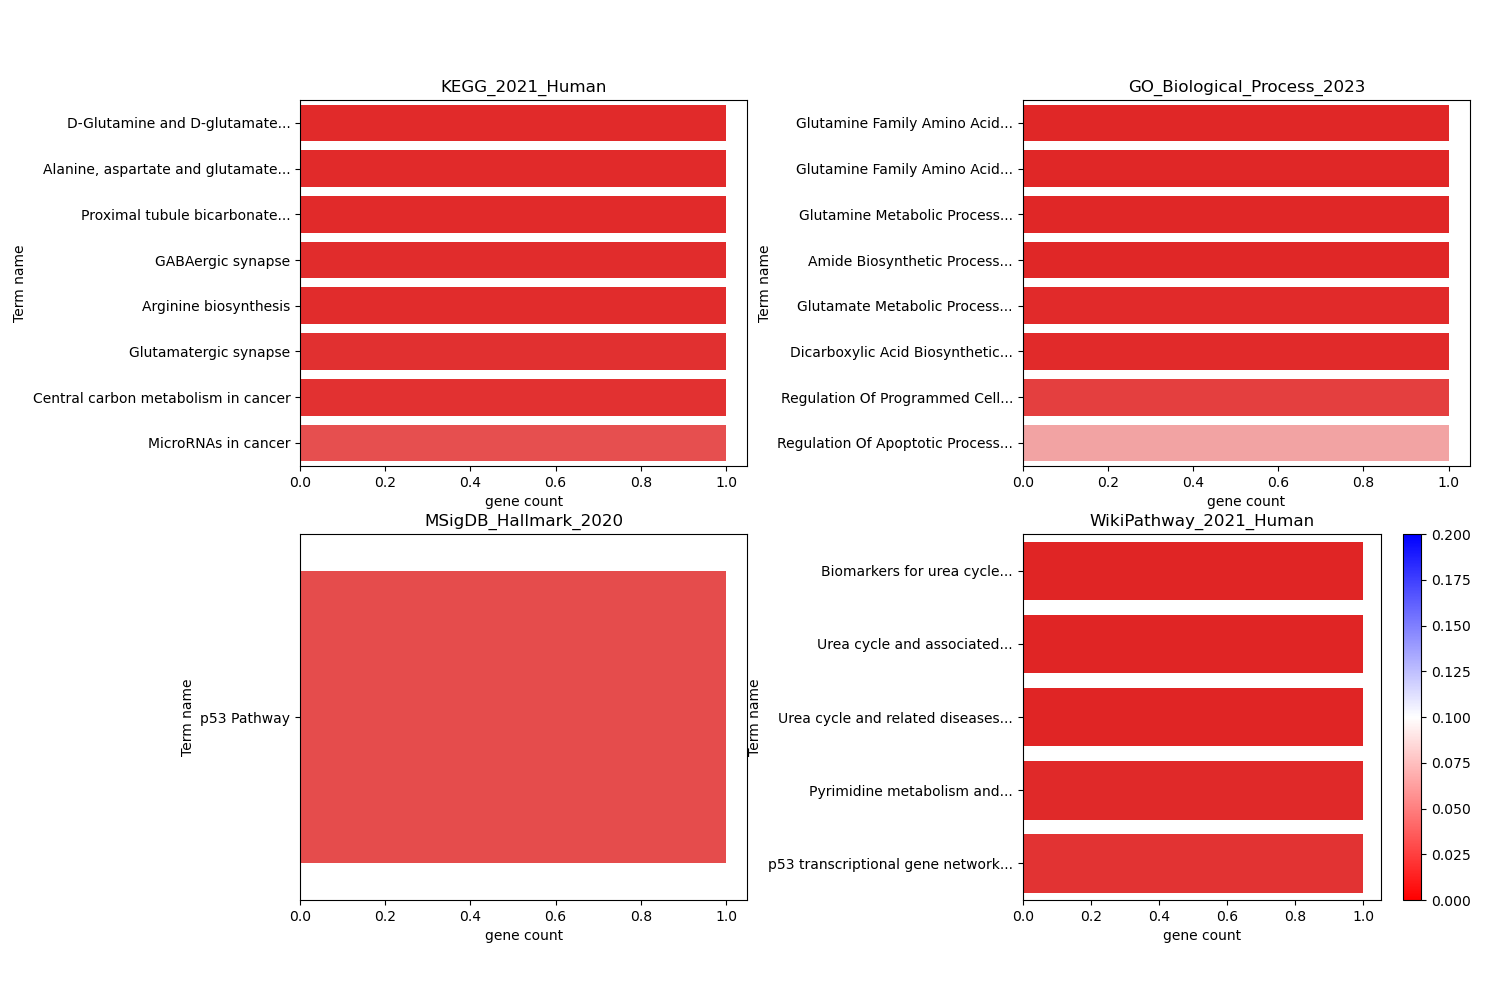 KEGG_2021_Human
Term name
D-Glutamine and D-glutamate...
Alanine, aspartate and glutamate...
Proximal tubule bicarbonate...
GABAergic synapse
Arginine biosynthesis
Glutamatergic synapse
Central carbon metabolism in cancer
MicroRNAs in cancer
0.0 0.2 0.4 0.6 0.8 1.0
gene count
GO_Biological_Process_2023
Term name
Glutamine Family Amino Acid...
Glutamine Family Amino Acid...
Glutamine Metabolic Process...
Amide Biosynthetic Process...
Glutamate Metabolic Process...
Dicarboxylic Acid Biosynthetic...
Regulation Of Programmed Cell...
Regulation Of Apoptotic Process...
0.0 0.2 0.4 0.6 0.8 1.0
gene count
MSigDB_Hallmark_2020
Term name
p53 Pathway
0.0 0.2 0.4 0.6 0.8 1.0
gene count
WikiPathway_2021_Human
Term name
Biomarkers for urea cycle...
Urea cycle and associated...
Urea cycle and related diseases...
Pyrimidine metabolism and...
p53 transcriptional gene network...
0.0 0.2 0.4 0.6 0.8 1.0
gene count
0.200
0.175
0.150
0.125
0.100
0.075
0.050
0.025
0.000